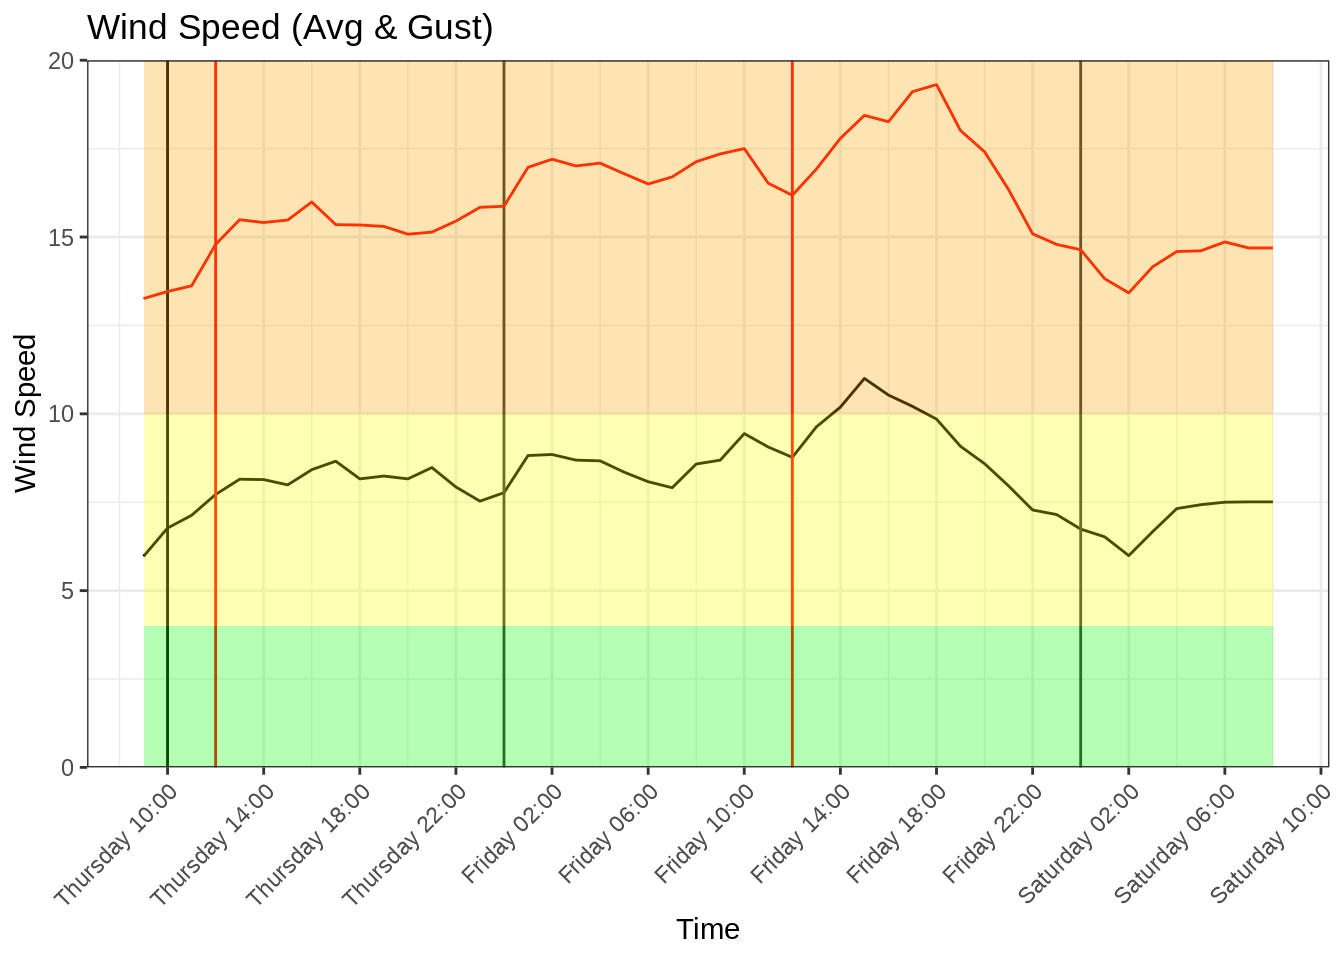 Wind Speed (Avg & Gust)
20
15
10
5
0
Wind Speed
Thursday 10:00
Thursday 14:00
Thursday 18:00
Thursday 22:00
Friday 02:00
Friday 06:00
Friday 10:00
Friday 14:00
Friday 18:00
Friday 22:00
Saturday 02:00
Saturday 06:00
Saturday 10:00
Time